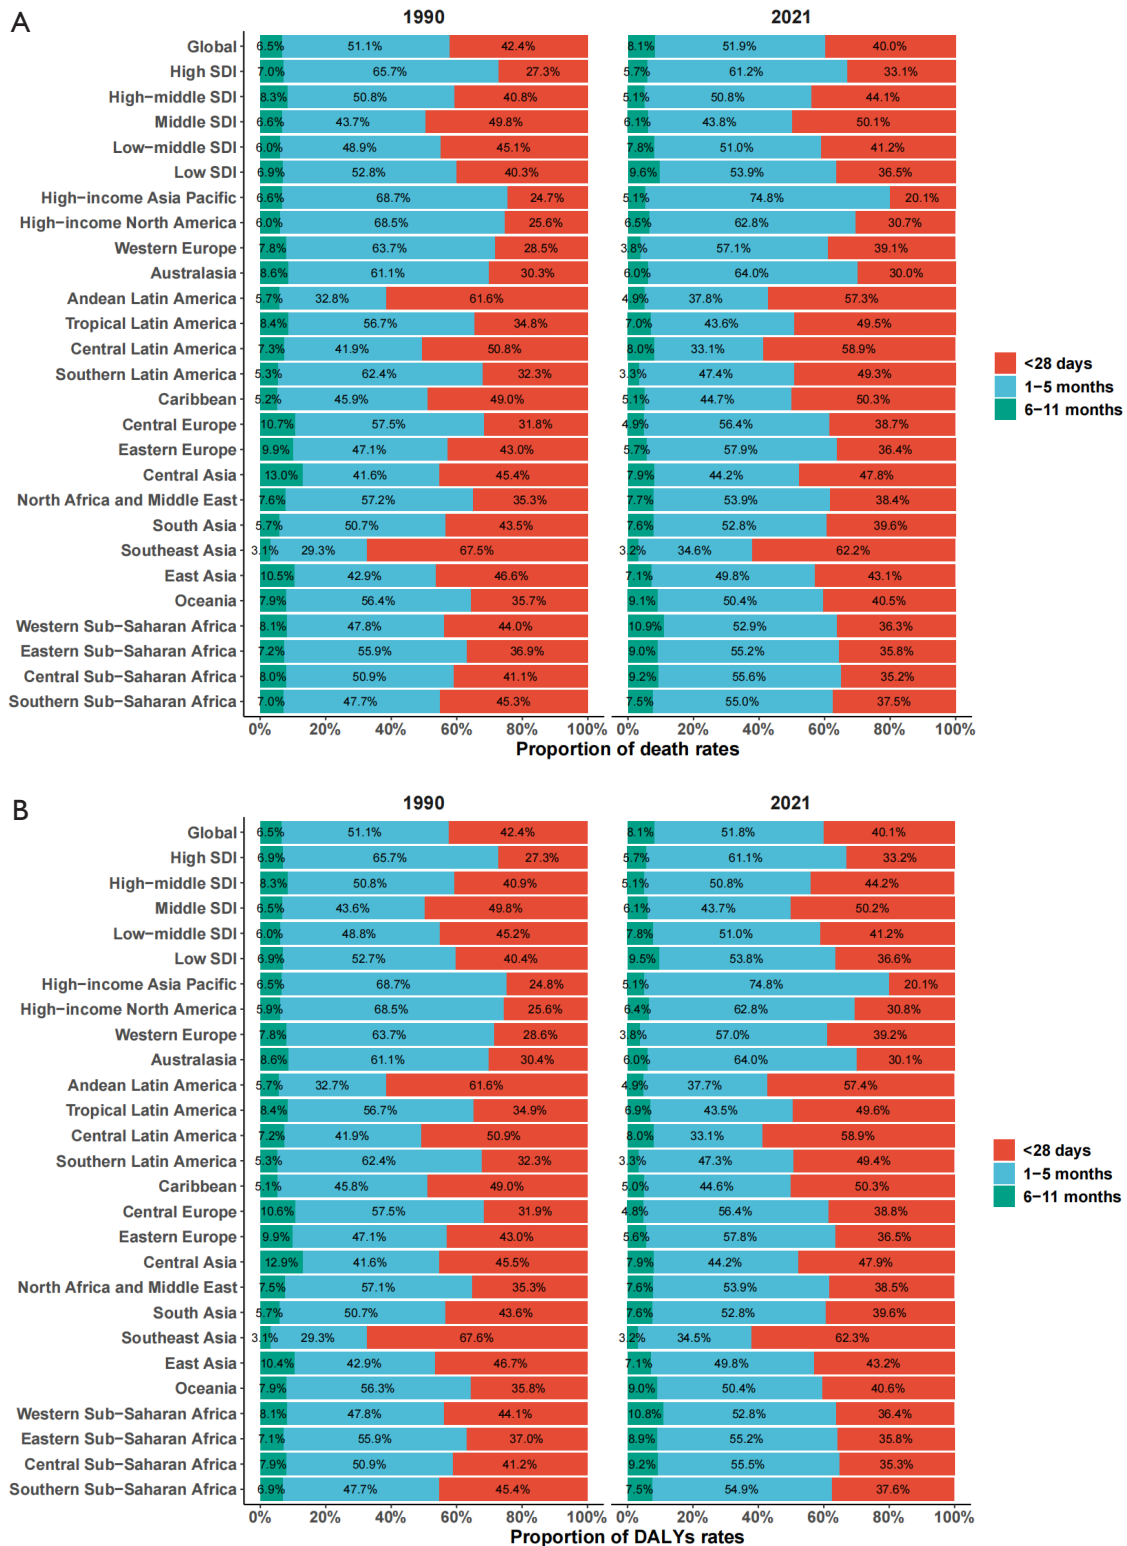 A
1990 2021
Global 6.5% 51.1% 42.4% 8.1% 51.9% 40.0%
High SDI 7.0% 65.7% 27.3% 5.7% 61.2% 33.1%
High−middle SDI 8.3% 50.8% 40.8% 5.1% 50.8% 44.1%
Middle SDI 6.6% 43.7% 49.8% 6.1% 43.8% 50.1%
Low−middle SDI 6.0% 48.9% 45.1% 7.8% 51.0% 41.2%
Low SDI 6.9% 52.8% 40.3% 9.6% 53.9% 36.5%
High−income Asia Pacific 6.6% 68.7% 24.7% 5.1% 74.8% 20.1%
High−income North America 6.0% 68.5% 25.6% 6.5% 62.8% 30.7%
Western Europe 7.8% 63.7% 28.5% 3.8% 57.1% 39.1%
Australasia 8.6% 61.1% 30.3% 6.0% 64.0% 30.0%
Andean Latin America 5.7% 32.8% 61.6% 4.9% 37.8% 57.3%
Tropical Latin America 8.4% 56.7% 34.8% 7.0% 43.6% 49.5%
Central Latin America 7.3% 41.9% 50.8% 8.0% 33.1% 58.9%
Southern Latin America 5.3% 62.4% 32.3% 3.3% 47.4% 49.3%
Caribbean 5.2% 45.9% 49.0% 5.1% 44.7% 50.3%
Central Europe 10.7% 57.5% 31.8% 4.9% 56.4% 38.7%
Eastern Europe 9.9% 47.1% 43.0% 5.7% 57.9% 36.4%
Central Asia 13.0% 41.6% 45.4% 7.9% 44.2% 47.8%
North Africa and Middle East 7.6% 57.2% 35.3% 7.7% 53.9% 38.4%
South Asia 5.7% 50.7% 43.5% 7.6% 52.8% 39.6%
Southeast Asia 3.1% 29.3% 67.5% 3.2% 34.6% 62.2%
East Asia 10.5% 42.9% 46.6% 7.1% 49.8% 43.1%
Oceania 7.9% 56.4% 35.7% 9.1% 50.4% 40.5%
Western Sub−Saharan Africa 8.1% 47.8% 44.0% 10.9% 52.9% 36.3%
Eastern Sub−Saharan Africa 7.2% 55.9% 36.9% 9.0% 55.2% 35.8%
Central Sub−Saharan Africa 8.0% 50.9% 41.1% 9.2% 55.6% 35.2%
Southern Sub−Saharan Africa 7.0% 47.7% 45.3% 7.5% 55.0% 37.5%
0% 20% 40% 60% 80% 100% 0% 20% 40% 60% 80% 100%
Proportion of death rates
<28 days
1−5 months
6−11 months
B
1990 2021
Global 6.5% 51.1% 42.4% 8.1% 51.8% 40.1%
High SDI 6.9% 65.7% 27.3% 5.7% 61.1% 33.2%
High−middle SDI 8.3% 50.8% 40.9% 5.1% 50.8% 44.2%
Middle SDI 6.5% 43.6% 49.8% 6.1% 43.7% 50.2%
Low−middle SDI 6.0% 48.8% 45.2% 7.8% 51.0% 41.2%
Low SDI 6.9% 52.7% 40.4% 9.5% 53.8% 36.6%
High−income Asia Pacific 6.5% 68.7% 24.8% 5.1% 74.8% 20.1%
High−income North America 5.9% 68.5% 25.6% 6.4% 62.8% 30.8%
Western Europe 7.8% 63.7% 28.6% 3.8% 57.0% 39.2%
Australasia 8.6% 61.1% 30.4% 6.0% 64.0% 30.1%
Andean Latin America 5.7% 32.7% 61.6% 4.9% 37.7% 57.4%
Tropical Latin America 8.4% 56.7% 34.9% 6.9% 43.5% 49.6%
Central Latin America 7.2% 41.9% 50.9% 8.0% 33.1% 58.9%
Southern Latin America 5.3% 62.4% 32.3% 3.3% 47.3% 49.4%
Caribbean 5.1% 45.8% 49.0% 5.0% 44.6% 50.3%
Central Europe 10.6% 57.5% 31.9% 4.8% 56.4% 38.8%
Eastern Europe 9.9% 47.1% 43.0% 5.6% 57.8% 36.5%
Central Asia 12.9% 41.6% 45.5% 7.9% 44.2% 47.9%
North Africa and Middle East 7.5% 57.1% 35.3% 7.6% 53.9% 38.5%
South Asia 5.7% 50.7% 43.6% 7.6% 52.8% 39.6%
Southeast Asia 3.1% 29.3% 67.6% 3.2% 34.5% 62.3%
East Asia 10.4% 42.9% 46.7% 7.1% 49.8% 43.2%
Oceania 7.9% 56.3% 35.8% 9.0% 50.4% 40.6%
Western Sub−Saharan Africa 8.1% 47.8% 44.1% 10.8% 52.8% 36.4%
Eastern Sub−Saharan Africa 7.1% 55.9% 37.0% 8.9% 55.2% 35.8%
Central Sub−Saharan Africa 7.9% 50.9% 41.2% 9.2% 55.5% 35.3%
Southern Sub−Saharan Africa 6.9% 47.7% 45.4% 7.5% 54.9% 37.6%
0% 20% 40% 60% 80% 100% 0% 20% 40% 60% 80% 100%
Proportion of DALYs rates
<28 days
1−5 months
6−11 months